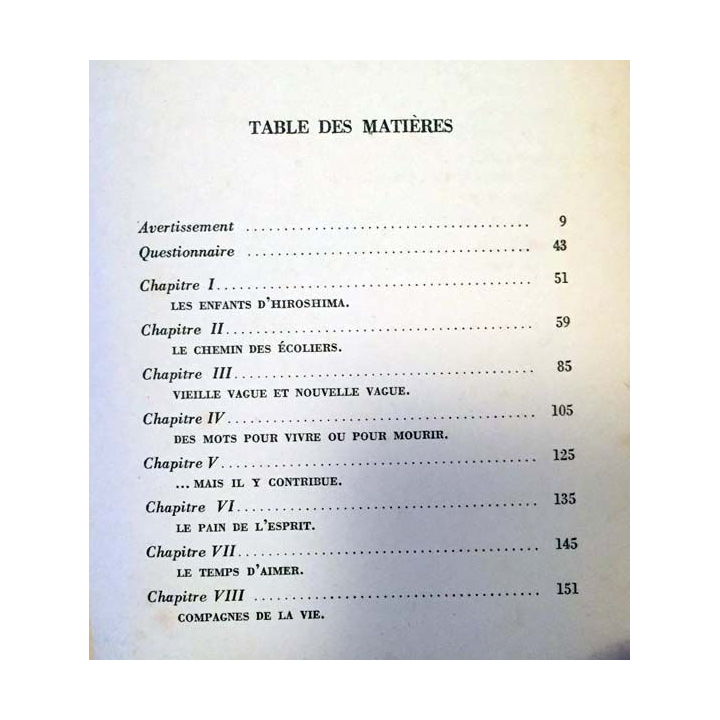 TABLE DES MATIÈRES
Avertissement ........................................ 9
Questionnaire ........................................ 43
Chapitre I........................................ 51
LES ENFANTS D'HIROSHIMA.
Chapitre II........................................ 59
LE CHEMIN DES ÉCOLIERS.
Chapitre III........................................ 85
VIEILLE VAGUE ET NOUVELLE VAGUE.
Chapitre IV........................................ 105
DES MOTS POUR VIVRE OU POUR MOURIR.
Chapitre V........................................ 125
...MAIS IL Y CONTRIBUE.
Chapitre VI........................................ 135
LE PAIN DE L'ESPRIT.
Chapitre VII........................................ 145
LE TEMPS D'AIMER.
Chapitre VIII ........................................ 151
COMPAGNES DE LA VIE.